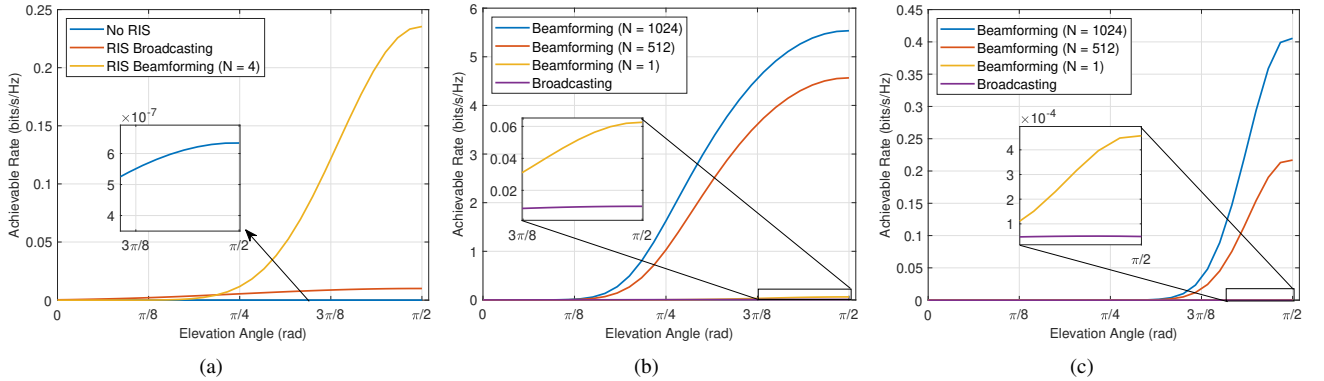 0.25
0.2
0.15
0.1
0.05
0
Achievable Rate (bits/s/Hz)
No RIS
RIS Broadcasting
RIS Beamforming (N = 4)
×10-7
6
5
4
3π/8
π/2
0
π/8
π/4
3π/8
π/2
Elevation Angle (rad)
(a)
6
5
4
3
2
1
0
Achievable Rate (bits/s/Hz)
Beamforming (N = 1024)
Beamforming (N = 512)
Beamforming (N = 1)
Broadcasting
0.06
0.04
0.02
3π/8
π/2
0
π/8
π/4
3π/8
π/2
Elevation Angle (rad)
(b)
0.45
0.4
0.35
0.3
0.25
0.2
0.15
0.1
0.05
0
Achievable Rate (bits/s/Hz)
Beamforming (N = 1024)
Beamforming (N = 512)
Beamforming (N = 1)
Broadcasting
×10-4
4
3
2
1
π/2
0
π/8
π/4
3π/8
π/2
Elevation Angle (rad)
(c)